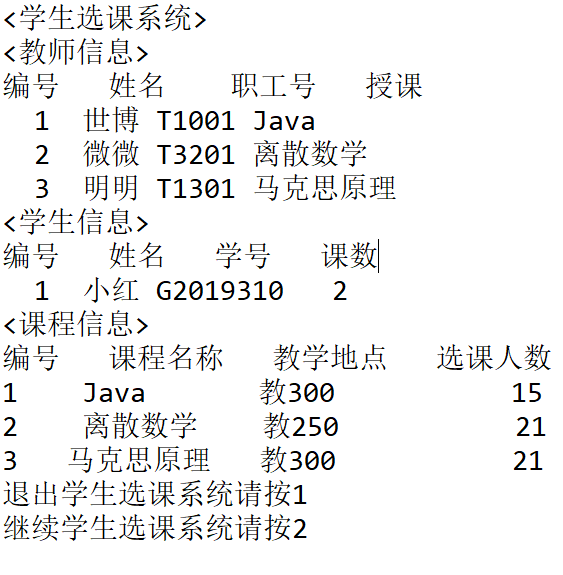 <学生选课系统>
<教师信息>
编号 姓名 职工号 授课
1 世博 T1001 Java
2 微微 T3201 离散数学
3 明明 T1301 马克思原理
<学生信息>
编号 姓名 学号 课数
1 小红 G2019310 2
<课程信息>
编号 课程名称 教学地点 选课人数
1 Java 教300 15
2 离散数学 教250 21
3 马克思原理 教300 21
退出学生选课系统请按1
继续学生选课系统请按2